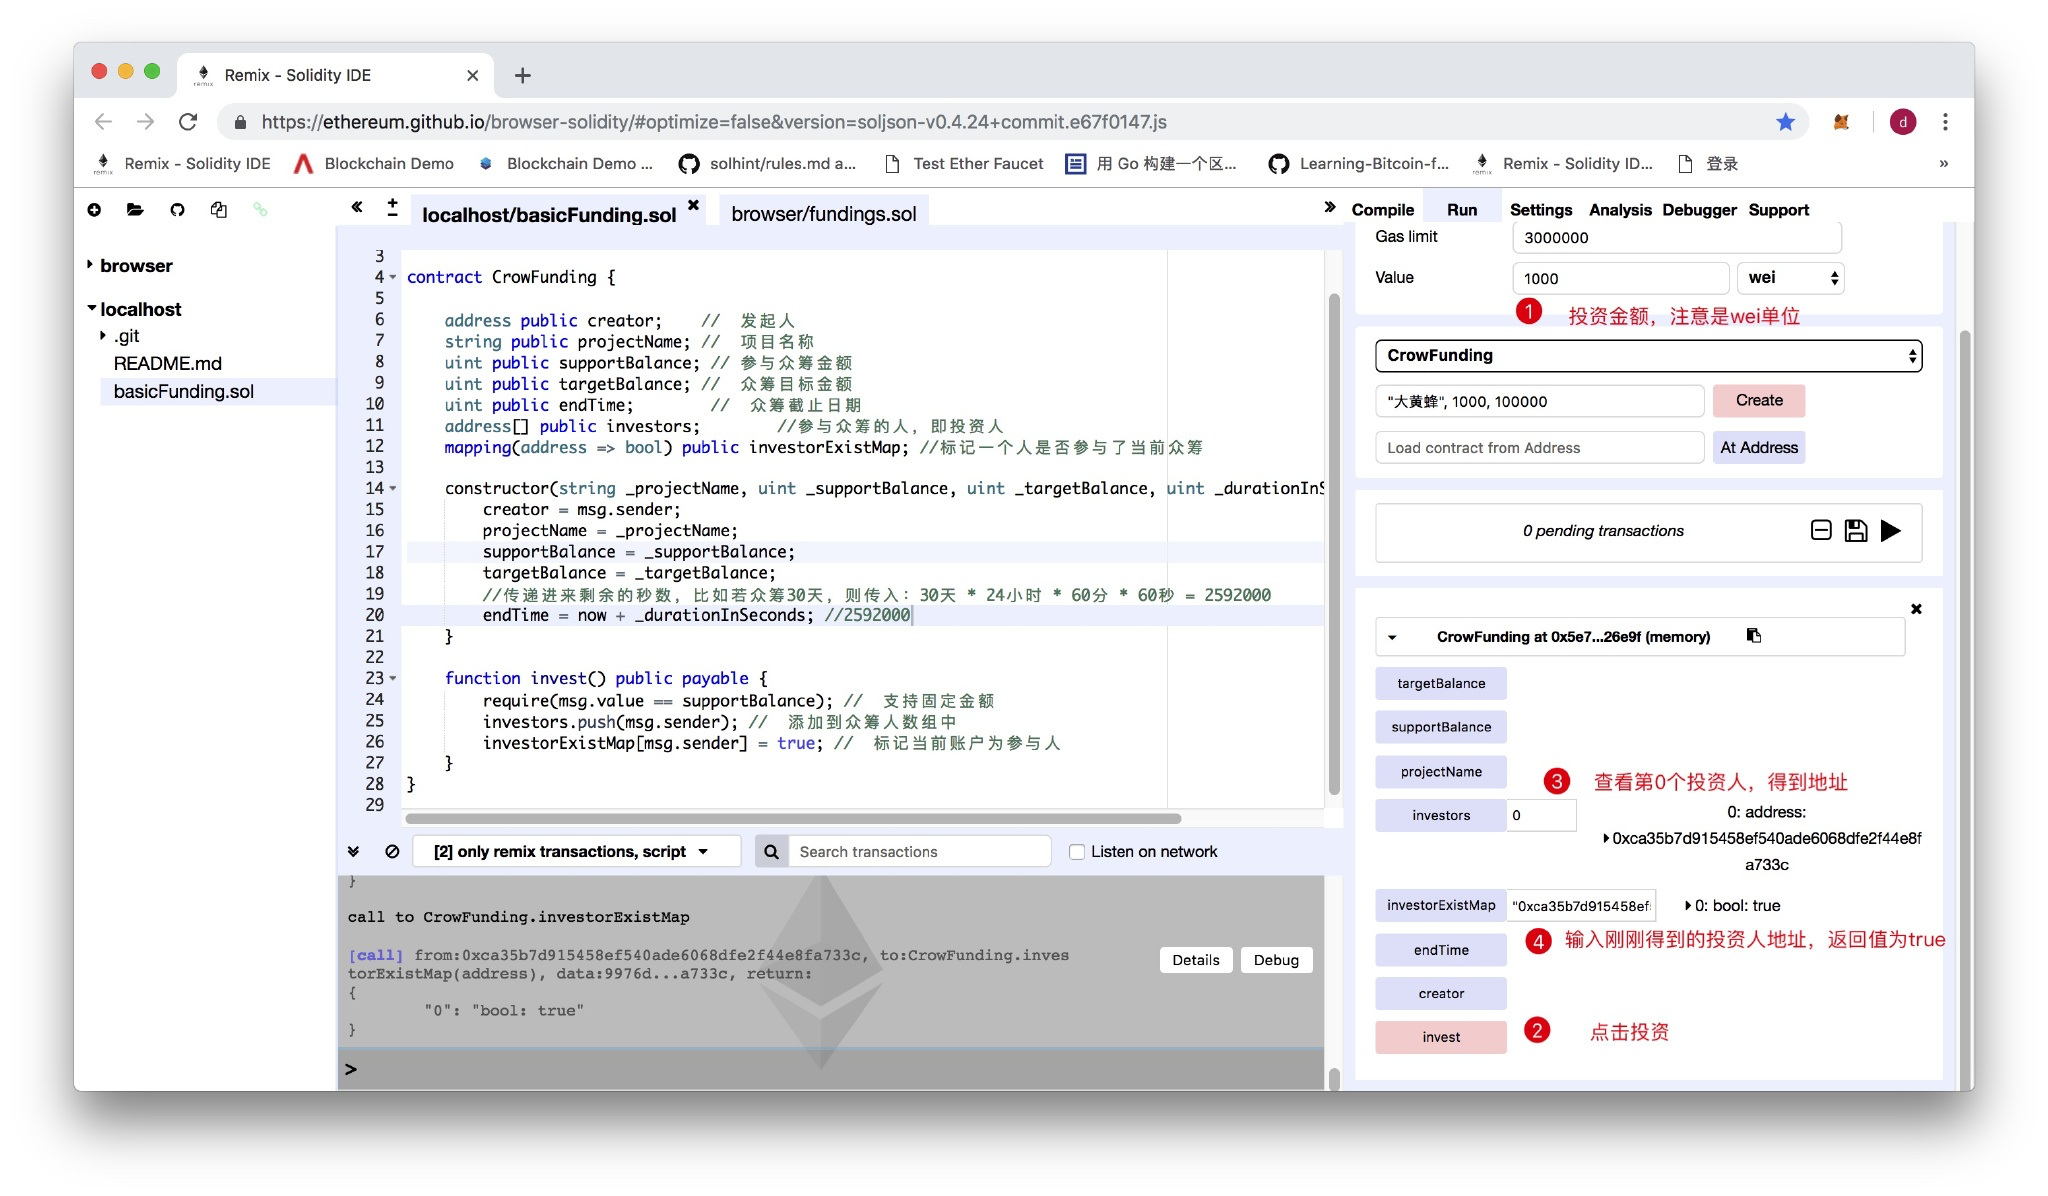 Remix - Solidity IDE
https://ethereum.github.io/browser-solidity/#optimize=false&version=soljson-v0.4.24+commit.e67f0147.js
d
Remix - Solidity IDE
Blockchain Demo
Blockchain Demo ...
solhint/rules.md a...
Test Ether Faucet
用 Go 构建一个区...
Learning-Bitcoin-f...
Remix - Solidity ID...
登录
»
browser
localhost
.git
README.md
basicFunding.sol
localhost/basicFunding.sol
browser/fundings.sol
3
4 contract CrowFunding {
5
6 address public creator; // 发起人
7 string public projectName; // 项目名称
8 uint public supportBalance; // 参与众筹金额
9 uint public targetBalance; // 众筹目标金额
10 uint public endTime; // 众筹截止日期
11 address[] public investors; //参与众筹的人，即投资人
12 mapping(address => bool) public investorExistMap; //标记一个人是否参与了当前众筹
13
14 constructor(string _projectName, uint _supportBalance, uint _targetBalance, uint _durationInS
15 creator = msg.sender;
16 projectName = _projectName;
17 supportBalance = _supportBalance;
18 targetBalance = _targetBalance;
19 //传递进来剩余的秒数，比如若众筹30天，则传入：30天 * 24小时 * 60分 * 60秒 = 2592000
20 endTime = now + _durationInSeconds; //2592000
21 }
22
23 function invest() public payable {
24 require(msg.value == supportBalance); // 支持固定金额
25 investors.push(msg.sender); // 添加到众筹人数组中
26 investorExistMap[msg.sender] = true; // 标记当前账户为参与人
27 }
28 }
29
[2] only remix transactions, script
Search transactions
Listen on network
}
call to CrowFunding.investorExistMap
[call] from:0xca35b7d915458ef540ade6068dfe2f44e8fa733c, to:CrowFunding.inves
torExistMap(address), data:9976d...a733c, return:
{
"0": "bool: true"
}
Details
Debug
>
Compile Run Settings Analysis Debugger Support
Gas limit 3000000
Value 1000 wei
1 投资金额，注意是wei单位
CrowFunding
"大黄蜂", 1000, 100000 Create
Load contract from Address At Address
0 pending transactions
CrowFunding at 0x5e7...26e9f (memory)
targetBalance
supportBalance
projectName
3 查看第0个投资人，得到地址
investors 0 0: address:
0xca35b7d915458ef540ade6068dfe2f44e8f
a733c
investorExistMap "0xca35b7d915458ef 0: bool: true
endTime
4 输入刚刚得到的投资人地址，返回值为true
creator
invest
2 点击投资